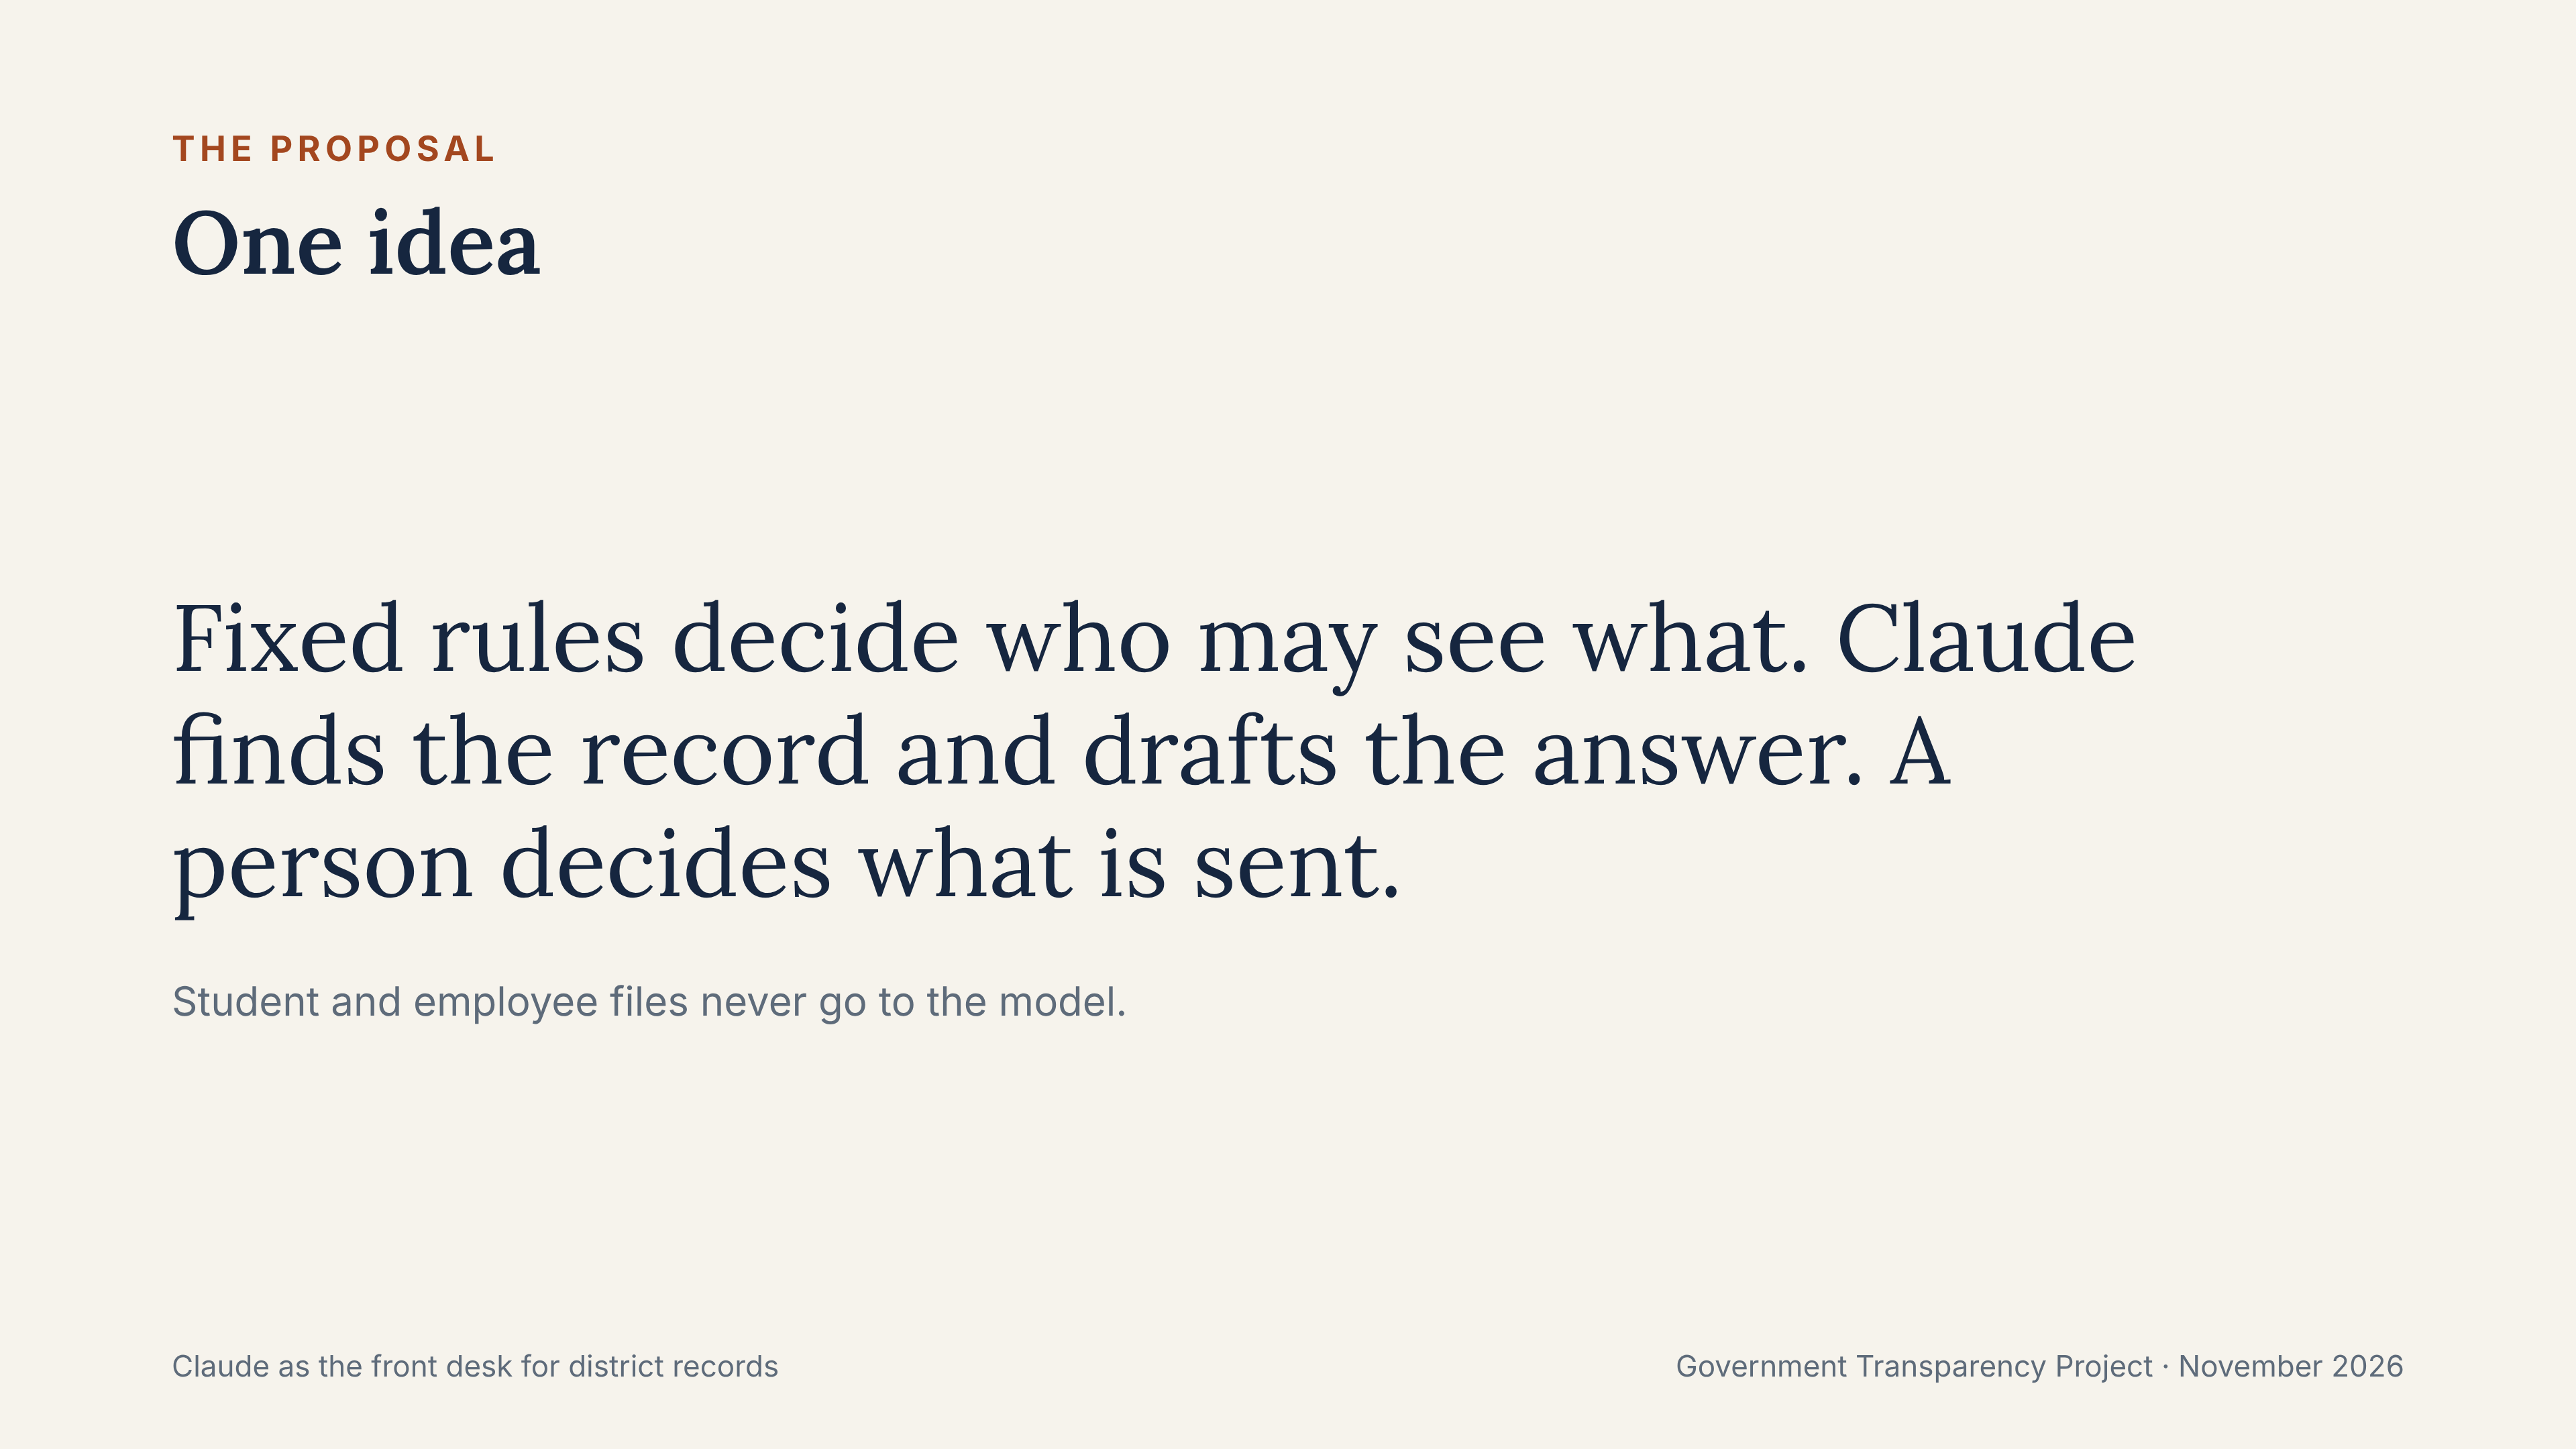 THE PROPOSAL
One idea
Fixed rules decide who may see what. Claude
finds the record and drafts the answer. A
person decides what is sent.
Student and employee files never go to the model.
Claude as the front desk for district records
Government Transparency Project · November 2026